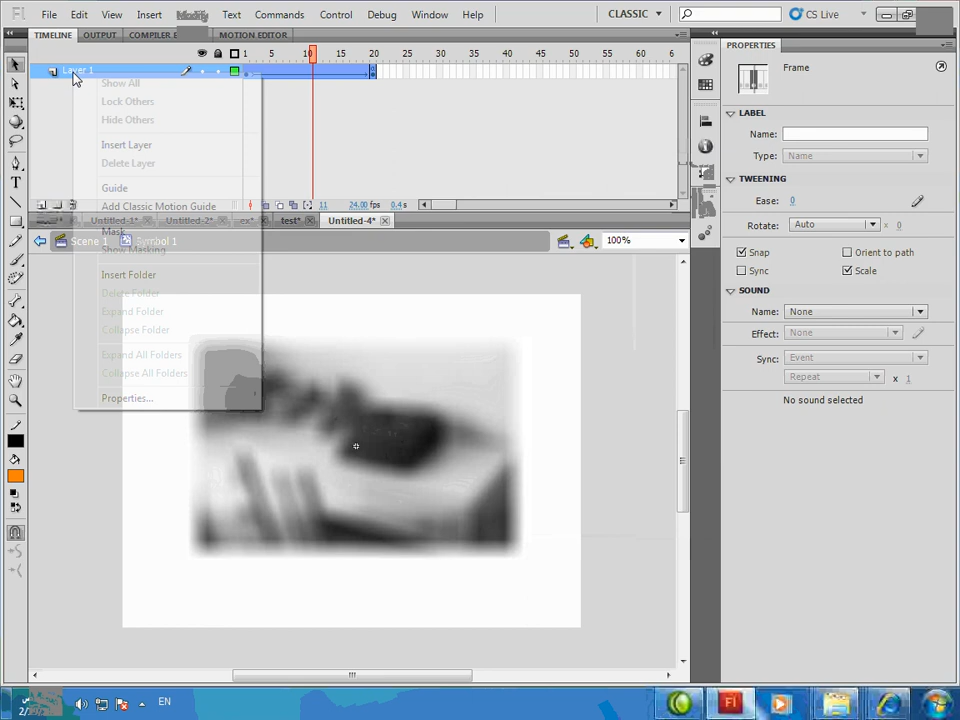 Fl File Edit View Insert Modify Text Commands Control Debug Window Help CLASSIC CS Live
TIMELINE OUTPUT COMPILER E MOTION EDITOR
1 5 10 15 20 25 30 35 40 45 50 55 60 6
Layer 1
Show All
Lock Others
Hide Others
Insert Layer
Delete Layer
Guide
Add Classic Motion Guide
Mask
Show Masking
Insert Folder
Delete Folder
Expand Folder
Collapse Folder
Expand All Folders
Collapse All Folders
Properties...
11 24.00 fps 0.4 s
Untitled-1* Untitled-2* ex* test* Untitled-4*
Scene 1 Symbol 1 100%
PROPERTIES
Frame
LABEL
Name:
Type: Name
TWEENING
Ease: 0
Rotate: Auto x 0
Snap Orient to path
Sync Scale
SOUND
Name: None
Effect: None
Sync: Event
Repeat x 1
No sound selected
EN
Fl